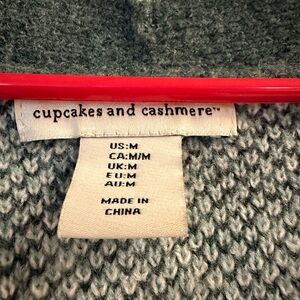 cupcakes and cashmere™
US:M
CA:M/M
UK:M
EU:M
AU:M
MADE IN
CHINA